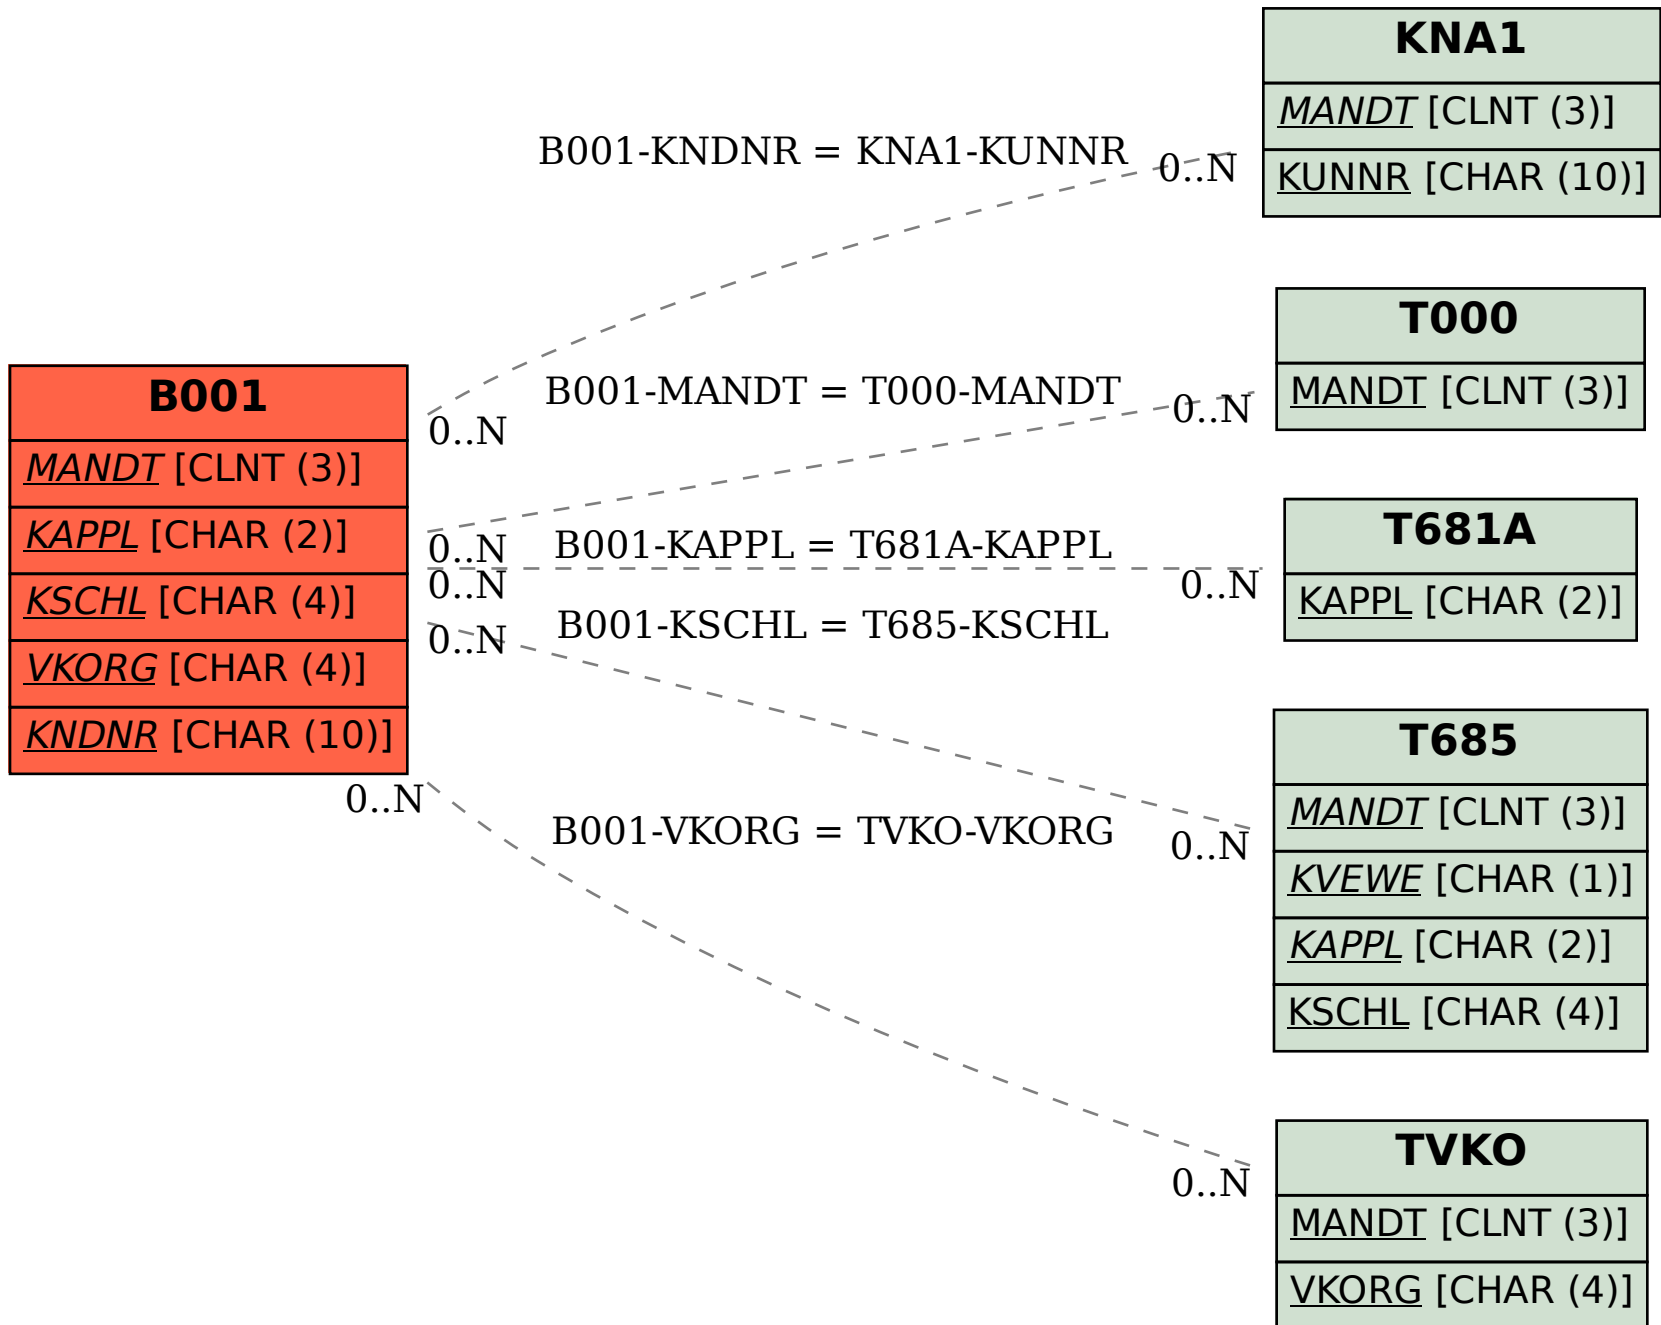 KNA1
MANDT [CLNT (3)]
KUNNR [CHAR (10)]
B001-KNDNR = KNA1-KUNNR
0..N
0..N
T000
MANDT [CLNT (3)]
B001-MANDT = T000-MANDT
0..N
0..N
B001
MANDT [CLNT (3)]
KAPPL [CHAR (2)]
KSCHL [CHAR (4)]
VKORG [CHAR (4)]
KNDNR [CHAR (10)]
T681A
KAPPL [CHAR (2)]
B001-KAPPL = T681A-KAPPL
0..N
0..N
B001-KSCHL = T685-KSCHL
0..N
0..N
T685
MANDT [CLNT (3)]
KVEWE [CHAR (1)]
KAPPL [CHAR (2)]
KSCHL [CHAR (4)]
B001-VKORG = TVKO-VKORG
0..N
0..N
TVKO
MANDT [CLNT (3)]
VKORG [CHAR (4)]